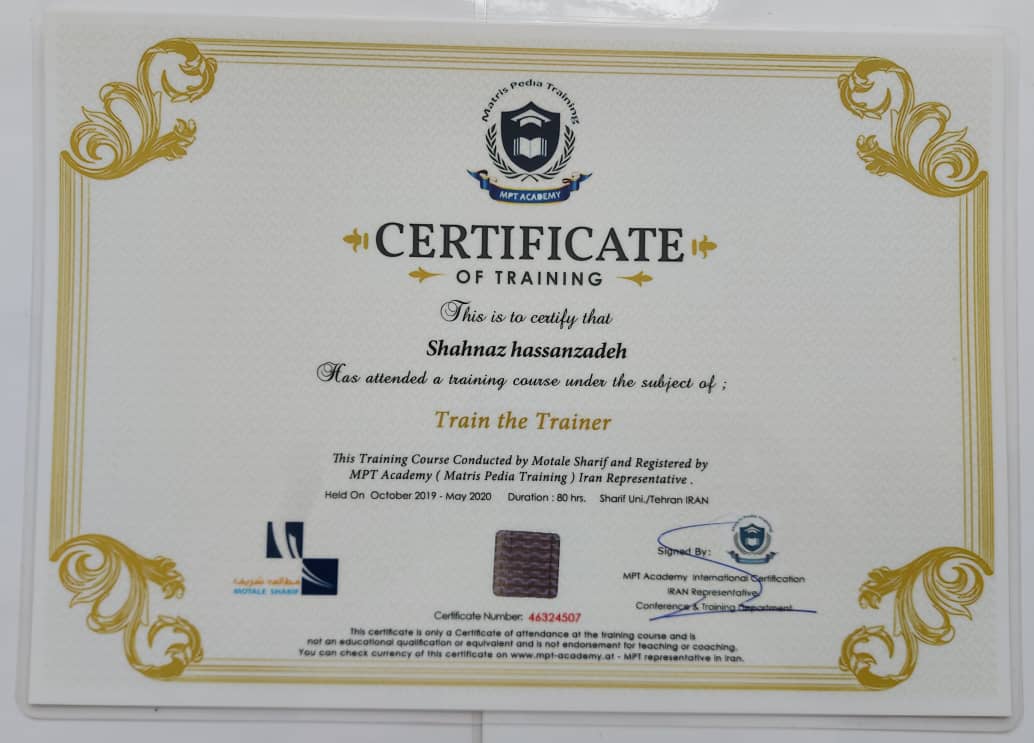 Matris Pedia Training
MPT ACADEMY
CERTIFICATE
OF TRAINING
This is to certify that
Shahnaz hassanzadeh
Has attended a training course under the subject of ;
Train the Trainer
This Training Course Conducted by Motale Sharif and Registered by
MPT Academy ( Matris Pedia Training ) Iran Representative .
Held On October 2019 - May 2020 Duration : 80 hrs. Sharif Uni./Tehran IRAN
مطالعه شریف
MOTALE SHARIF
Signed By:
MPT Academy International Certification
IRAN Representative
Conference & Training Department
Certificate Number: 46324507
This certificate is only a Certificate of attendance at the training course and is
not an educational qualification or equivalent and is not endorsement for teaching or coaching.
You can check currency of this certificate on www.mpt-academy.at - MPT representative in Iran.